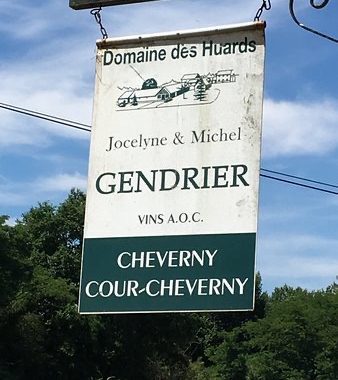 Domaine des Huards
Jocelyne & Michel
GENDRIER
VINS A.O.C.
CHEVERNY
COUR-CHEVERNY